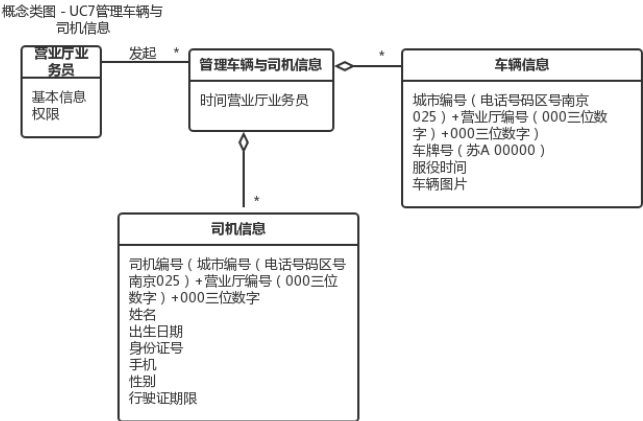 概念类图 - UC7管理车辆与
司机信息
营业厅业
务员
基本信息
权限
发起
*
管理车辆与司机信息
时间营业厅业务员
*
车辆信息
城市编号（电话号码区号南京
025）+营业厅编号（000三位数
字）+000三位数字）
车牌号（苏A 00000）
服役时间
车辆图片
*
司机信息
司机编号（城市编号（电话号码区号
南京025）+营业厅编号（000三位
数字）+000三位数字
姓名
出生日期
身份证号
手机
性别
行驶证期限